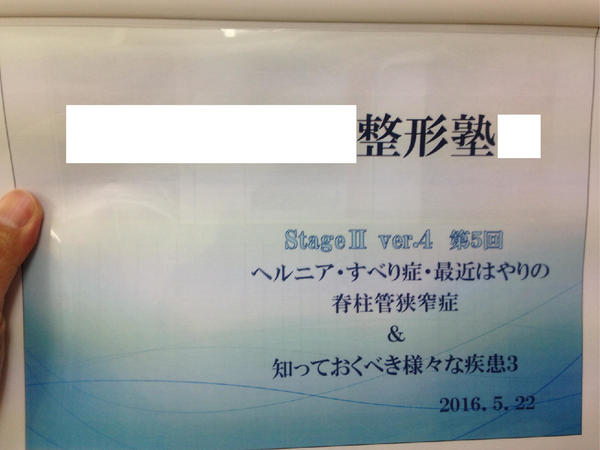 整形塾
StageⅡ ver.4 第5回
ヘルニア・すべり症・最近はやりの
脊柱管狭窄症
&
知っておくべき様々な疾患3
2016.5.22